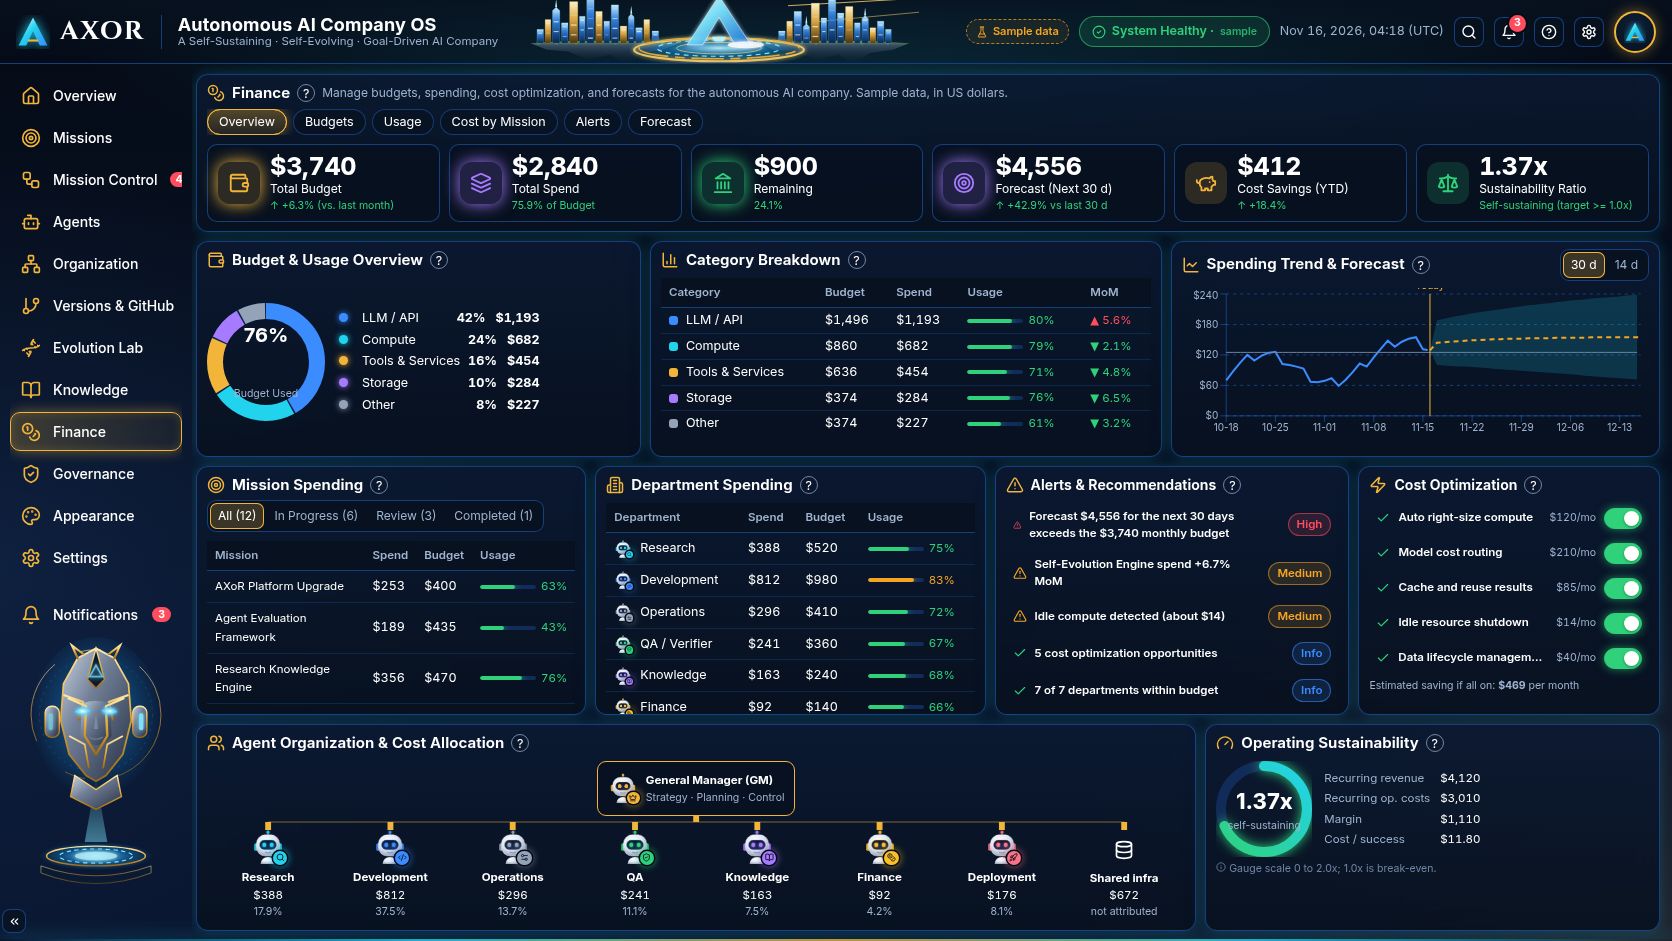 AXOR
Autonomous AI Company OS
A Self-Sustaining · Self-Evolving · Goal-Driven AI Company
Sample data
System Healthy · sample
Nov 16, 2026, 04:18 (UTC)
3
Overview
Missions
Mission Control 4
Agents
Organization
Versions & GitHub
Evolution Lab
Knowledge
Finance
Governance
Appearance
Settings
Notifications 3
«
Finance ? Manage budgets, spending, cost optimization, and forecasts for the autonomous AI company. Sample data, in US dollars.
Overview Budgets Usage Cost by Mission Alerts Forecast
$3,740
Total Budget
↑ +6.3% (vs. last month)
$2,840
Total Spend
75.9% of Budget
$900
Remaining
24.1%
$4,556
Forecast (Next 30 d)
↑ +42.9% vs last 30 d
$412
Cost Savings (YTD)
↑ +18.4%
1.37x
Sustainability Ratio
Self-sustaining (target >= 1.0x)
Budget & Usage Overview ?
76%
Budget Used
LLM / API 42% $1,193
Compute 24% $682
Tools & Services 16% $454
Storage 10% $284
Other 8% $227
Category Breakdown ?
Category Budget Spend Usage MoM
LLM / API $1,496 $1,193 80% ▲ 5.6%
Compute $860 $682 79% ▼ 2.1%
Tools & Services $636 $454 71% ▼ 4.8%
Storage $374 $284 76% ▼ 6.5%
Other $374 $227 61% ▼ 3.2%
Spending Trend & Forecast ?
30 d 14 d
$240
$180
$120
$60
$0
10-18 10-25 11-01 11-08 11-15 11-22 11-29 12-06 12-13
Mission Spending ?
All (12) In Progress (6) Review (3) Completed (1)
Mission Spend Budget Usage
AXoR Platform Upgrade $253 $400 63%
Agent Evaluation Framework $189 $435 43%
Research Knowledge Engine $356 $470 76%
Department Spending ?
Department Spend Budget Usage
Research $388 $520 75%
Development $812 $980 83%
Operations $296 $410 72%
QA / Verifier $241 $360 67%
Knowledge $163 $240 68%
Finance $92 $140 66%
Alerts & Recommendations ?
Forecast $4,556 for the next 30 days
exceeds the $3,740 monthly budget
High
Self-Evolution Engine spend +6.7%
MoM
Medium
Idle compute detected (about $14) Medium
5 cost optimization opportunities Info
7 of 7 departments within budget Info
Cost Optimization ?
Auto right-size compute $120/mo
Model cost routing $210/mo
Cache and reuse results $85/mo
Idle resource shutdown $14/mo
Data lifecycle managem... $40/mo
Estimated saving if all on: $469 per month
Agent Organization & Cost Allocation ?
General Manager (GM)
Strategy · Planning · Control
Research Development Operations QA Knowledge Finance Deployment Shared infra
$388 $812 $296 $241 $163 $92 $176 $672
17.9% 37.5% 13.7% 11.1% 7.5% 4.2% 8.1% not attributed
Operating Sustainability ?
1.37x
self-sustaining
Recurring revenue $4,120
Recurring op. costs $3,010
Margin $1,110
Cost / success $11.80
Gauge scale 0 to 2.0x; 1.0x is break-even.